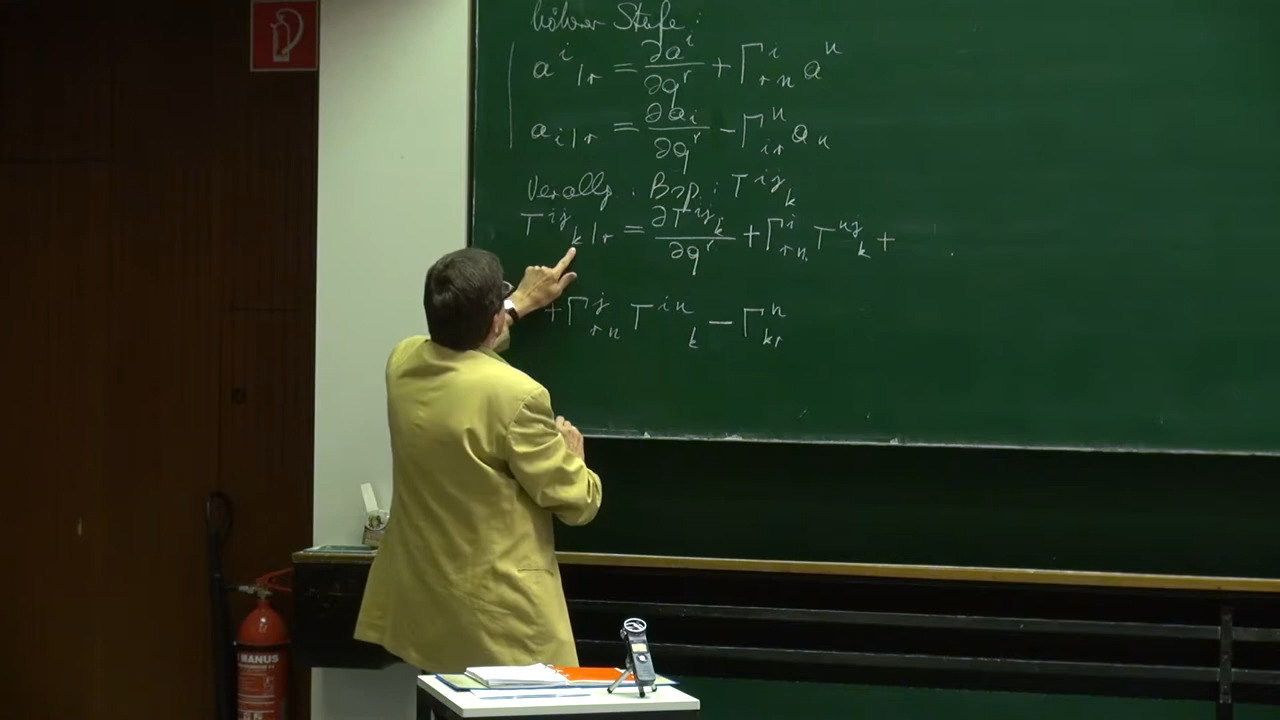 höherer Stufe:
a^i_{|r} = ∂a^i/∂q^r + Γ^i_{rn} a^n
a_{i|r} = ∂a_i/∂q^r − Γ^n_{ir} a_n
Verallg. Bsp.: T^{ij}_k
T^{ij}_{k|r} = ∂T^{ij}_k/∂q^r + Γ^i_{rn} T^{nj}_k +
+ Γ^j_{rn} T^{in}_k − Γ^n_{kr}
MANUS